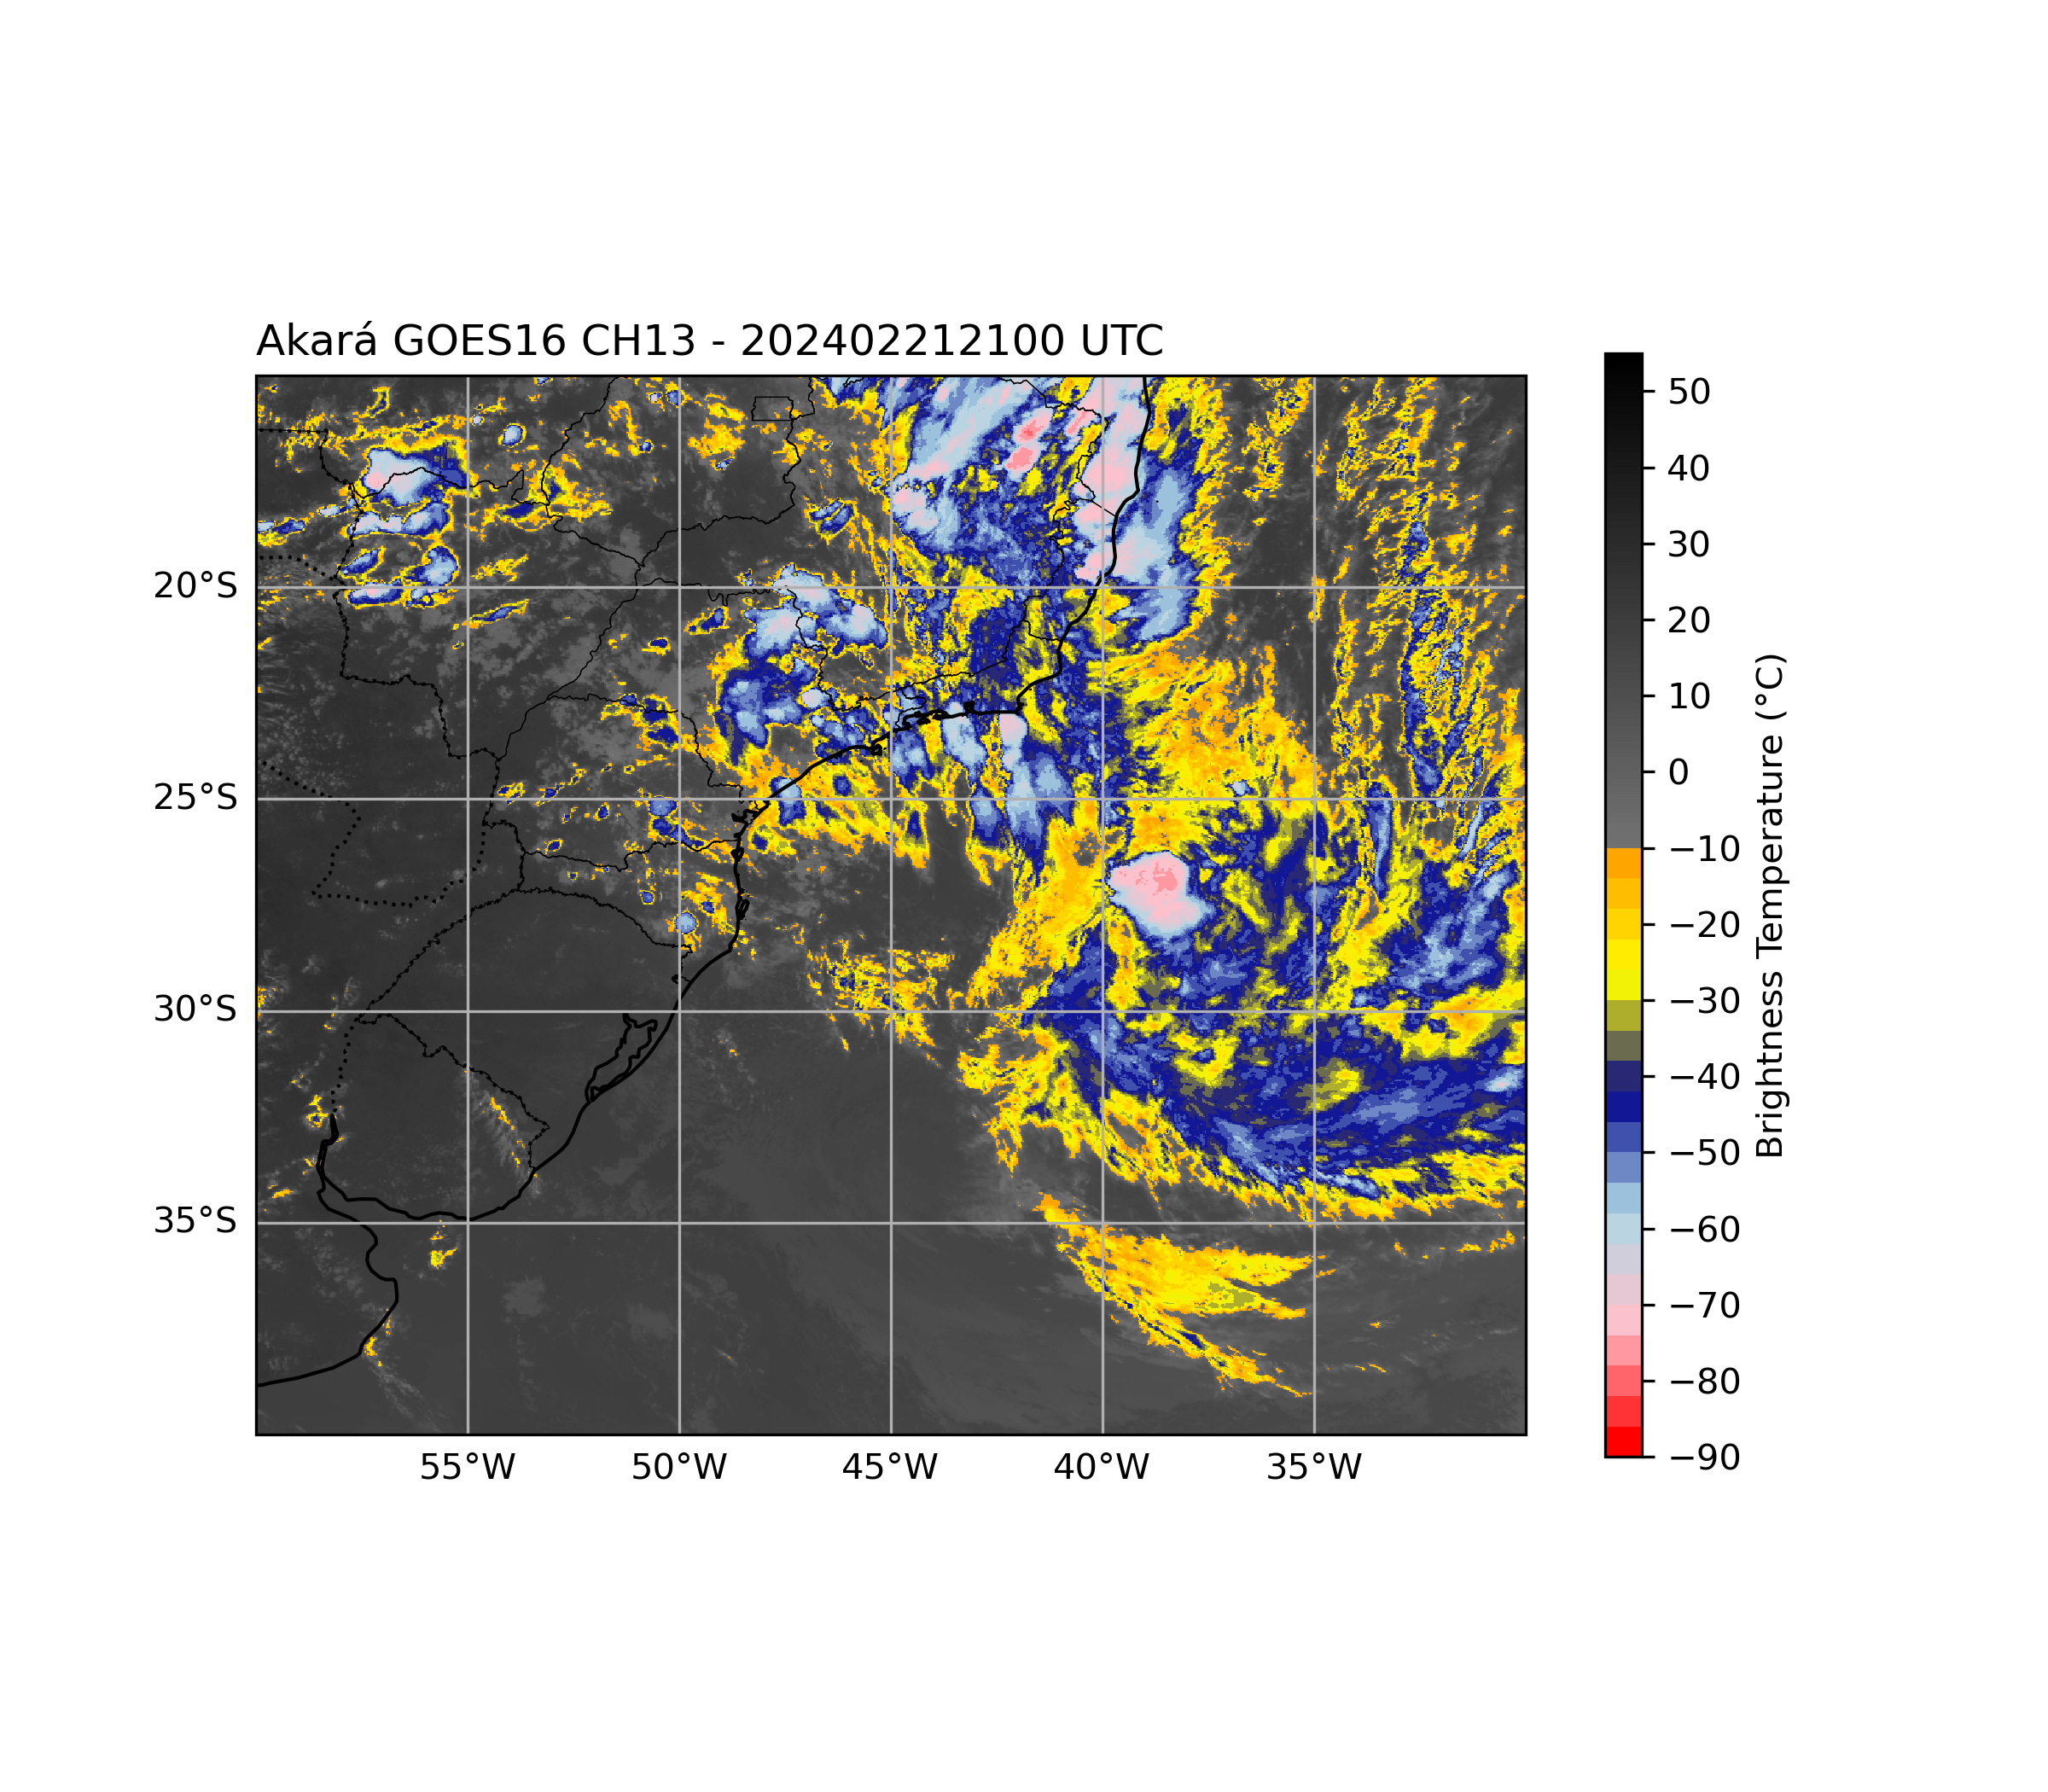 Akará GOES16 CH13 - 202402212100 UTC
20°S
25°S
30°S
35°S
55°W 50°W 45°W 40°W 35°W
50
40
30
20
10
0
−10
−20
−30
−40
−50
−60
−70
−80
−90
Brightness Temperature (°C)